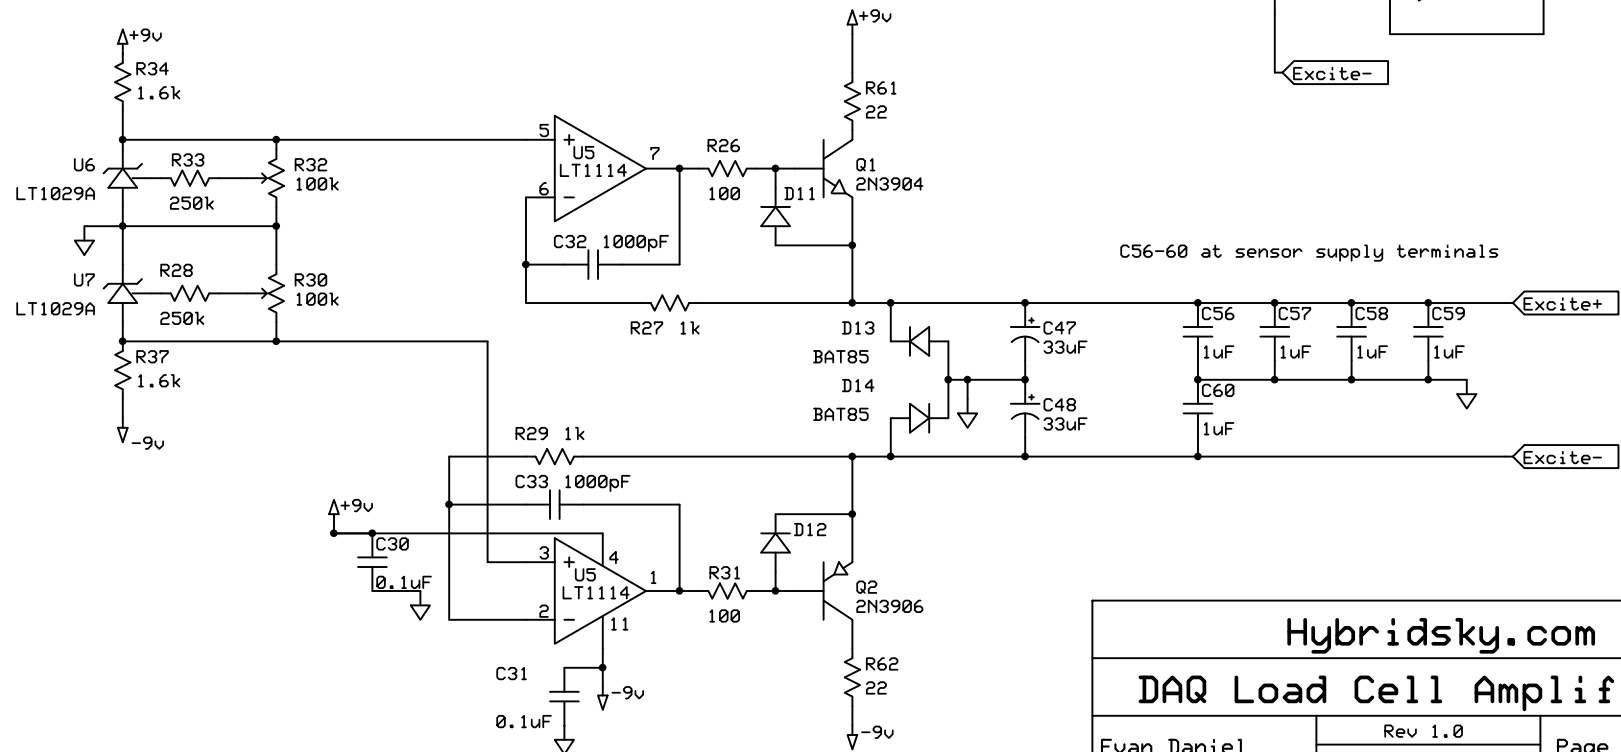 +9v
+9v
Excite-
R34
1.6k
R61
22
U6
LT1029A
R33
250k
R32
100k
5
+
U5
LT1114
7
6
−
R26
100
D11
Q1
2N3904
C32 1000pF
U7
LT1029A
R28
250k
R30
100k
R27 1k
C56-60 at sensor supply terminals
Excite+
D13
BAT85
D14
BAT85
+
C47
33uF
+
C48
33uF
C56
1uF
C57
1uF
C58
1uF
C59
1uF
C60
1uF
R37
1.6k
-9v
R29 1k
C33 1000pF
Excite-
+9v
C30
0.1uF
3
+
4
U5
LT1114
1
2
−
11
R31
100
D12
Q2
2N3906
C31
0.1uF
-9v
R62
22
-9v
Hybridsky.com
DAQ Load Cell Amplif
Rev 1.0
Evan Daniel
Page